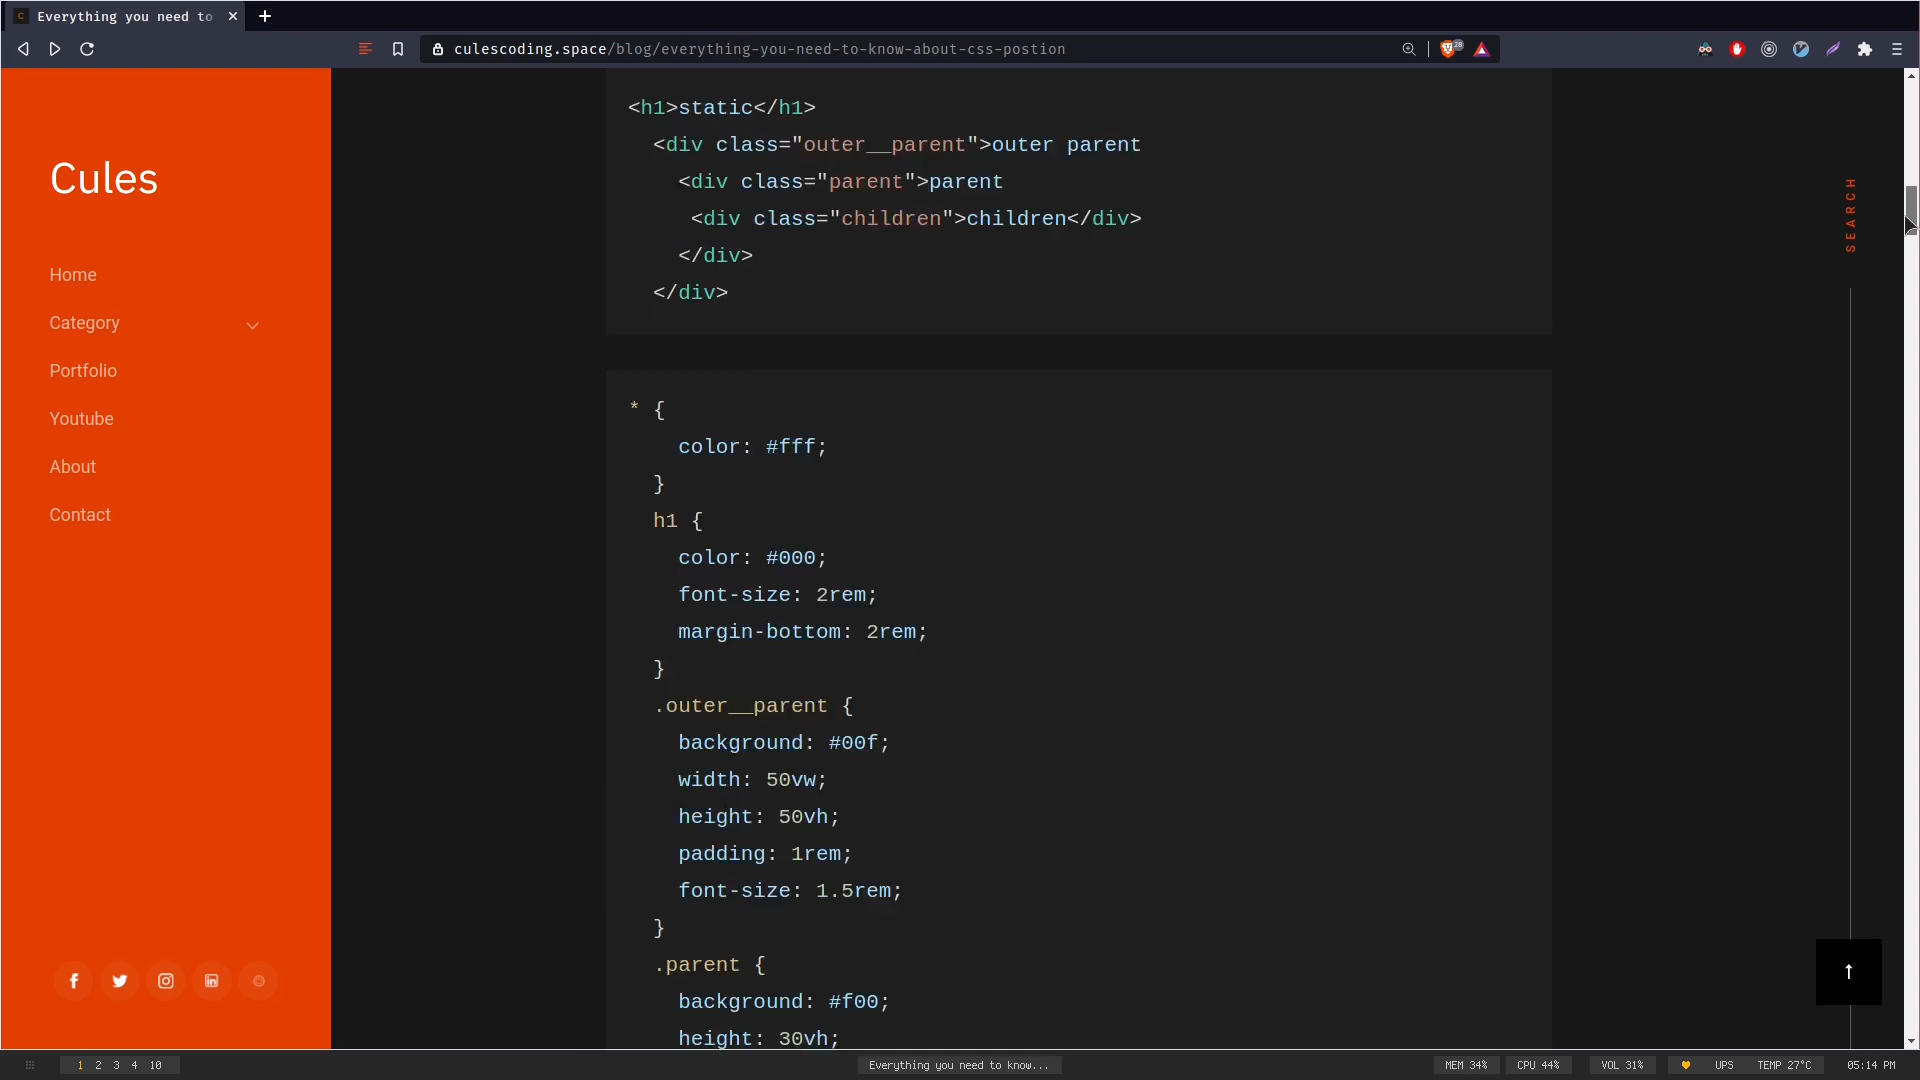 Everything you need to
culescoding.space/blog/everything-you-need-to-know-about-css-postion
28
Cules
Home
Category
Portfolio
Youtube
About
Contact
<h1>static</h1>
<div class="outer__parent">outer parent
<div class="parent">parent
<div class="children">children</div>
</div>
</div>
* {
color: #fff;
}
h1 {
color: #000;
font-size: 2rem;
margin-bottom: 2rem;
}
.outer__parent {
background: #00f;
width: 50vw;
height: 50vh;
padding: 1rem;
font-size: 1.5rem;
}
.parent {
background: #f00;
height: 30vh;
SEARCH
↑
1 2 3 4 10
Everything you need to know...
MEM 34%
CPU 44%
VOL 31%
UPS
TEMP 27°C
05:14 PM